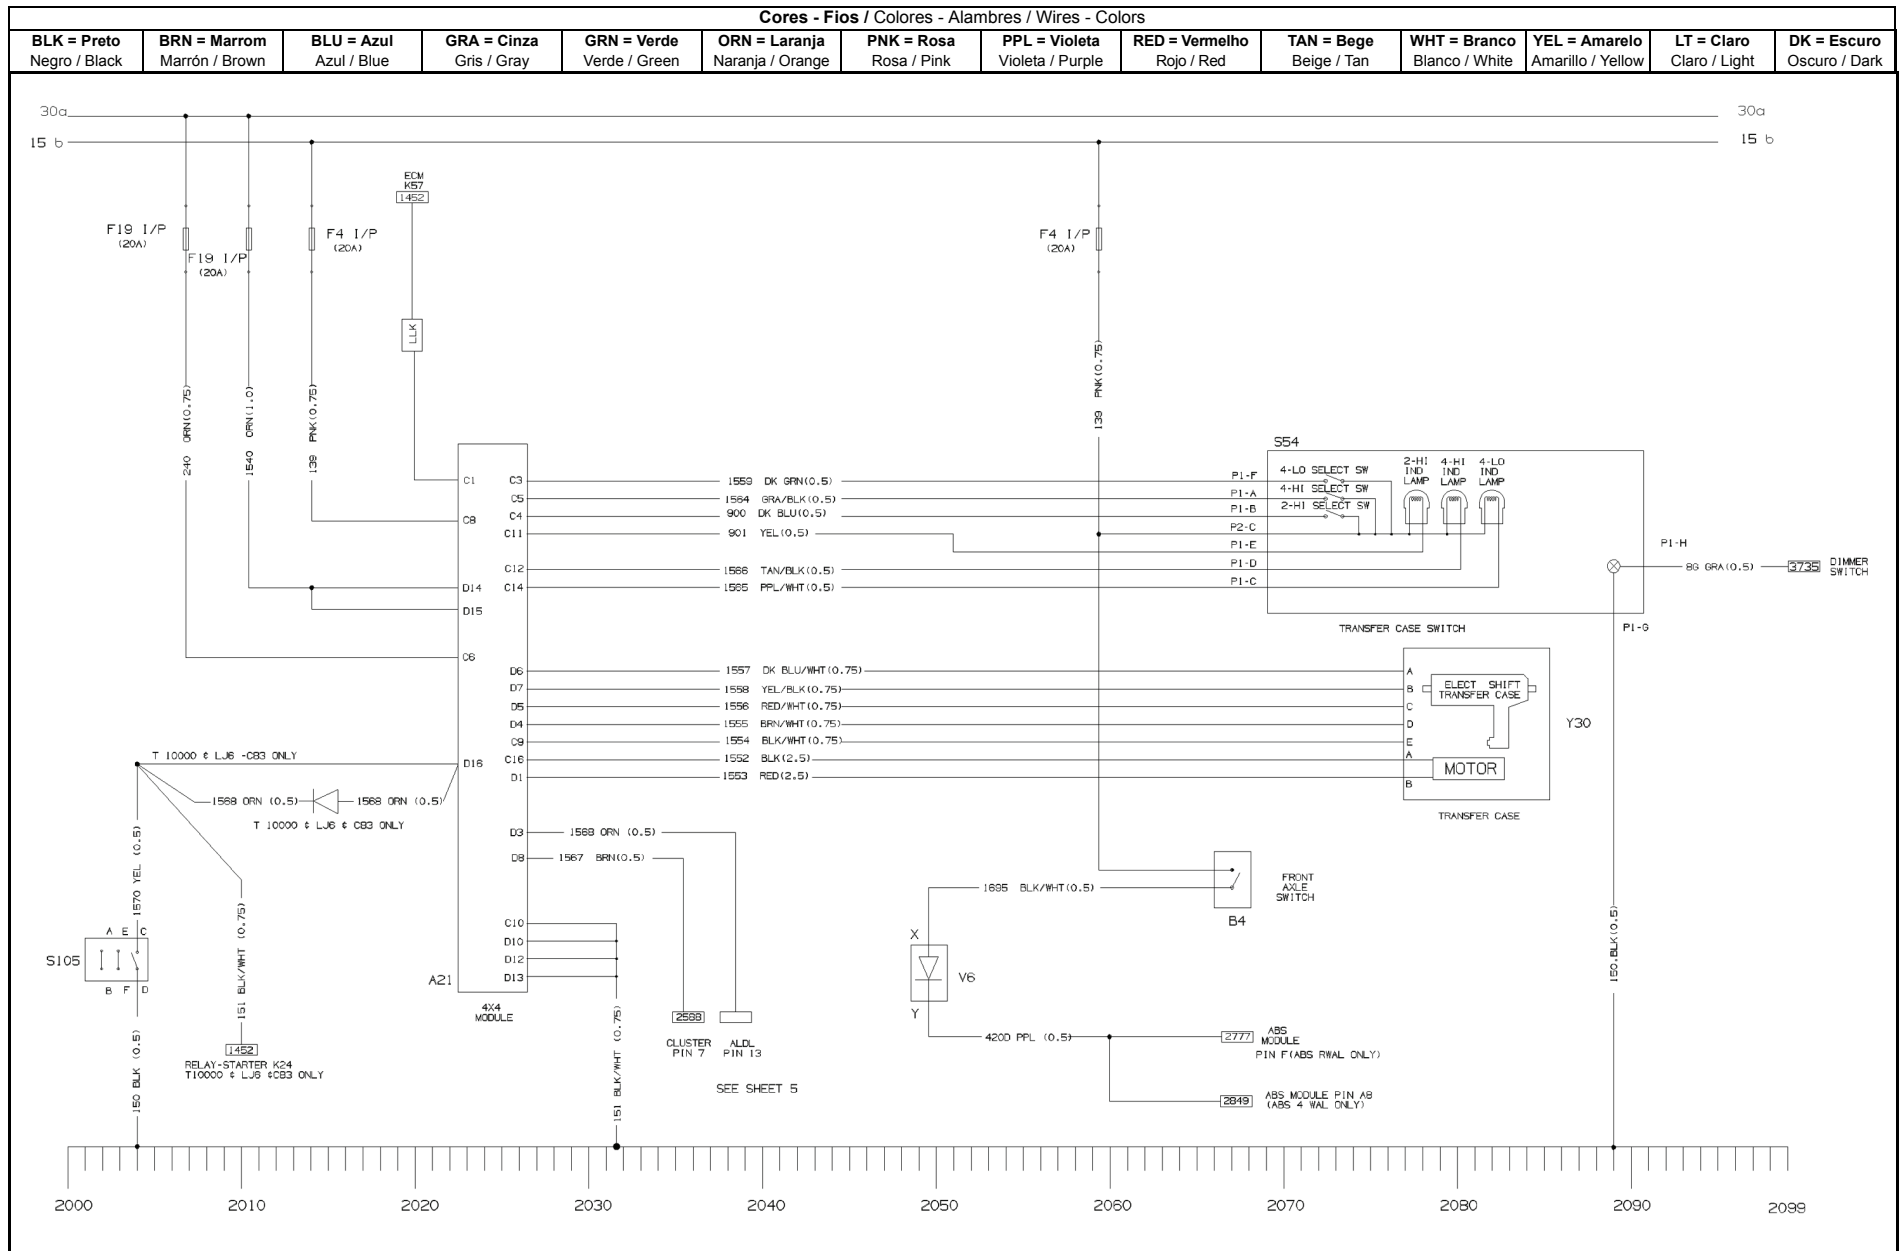 Cores - Fios / Colores - Alambres / Wires - Colors
BLK = Preto
Negro / Black
BRN = Marrom
Marrón / Brown
BLU = Azul
Azul / Blue
GRA = Cinza
Gris / Gray
GRN = Verde
Verde / Green
ORN = Laranja
Naranja / Orange
PNK = Rosa
Rosa / Pink
PPL = Violeta
Violeta / Purple
RED = Vermelho
Rojo / Red
TAN = Bege
Beige / Tan
WHT = Branco
Blanco / White
YEL = Amarelo
Amarillo / Yellow
LT = Claro
Claro / Light
DK = Escuro
Oscuro / Dark
30a
30a
15 b
15 b
ECM
K57
1452
F19 I/P
(20A)
F19 I/P
(20A)
F4 I/P
(20A)
F4 I/P
(20A)
LLK
240 ORN(0.75)
1540 ORN(1.0)
139 PNK(0.75)
139 PNK(0.75)
C1
C8
D14
D15
C6
D16
C3
C5
C4
C11
C12
C14
D6
D7
D5
D4
C9
C16
D1
D3
D8
C10
D10
D12
D13
A21
4X4
MODULE
1559 DK GRN(0.5)
1564 GRA/BLK(0.5)
900 DK BLU(0.5)
901 YEL(0.5)
1566 TAN/BLK(0.5)
1565 PPL/WHT(0.5)
P1-F
P1-A
P1-B
P2-C
P1-E
P1-D
P1-C
S54
4-LO SELECT SW
4-HI SELECT SW
2-HI SELECT SW
2-HI
IND
LAMP
4-HI
IND
LAMP
4-LO
IND
LAMP
P1-H
8G GRA(0.5)
3735
DIMMER
SWITCH
TRANSFER CASE SWITCH
P1-G
1557 DK BLU/WHT(0.75)
1558 YEL/BLK(0.75)
1556 RED/WHT(0.75)
1555 BRN/WHT(0.75)
1554 BLK/WHT(0.75)
1552 BLK(2.5)
1553 RED(2.5)
A
B
C
D
E
A
B
ELECT SHIFT
TRANSFER CASE
MOTOR
Y30
TRANSFER CASE
T 10000 ¢ LJ6 -C83 ONLY
1568 ORN (0.5)
1568 ORN (0.5)
T 10000 ¢ LJ6 ¢ C83 ONLY
1570 YEL (0.5)
151 BLK/WHT (0.75)
A E C
S105
B F D
150 BLK (0.5)
1452
RELAY-STARTER K24
T10000 ¢ LJ6 ¢C83 ONLY
1568 ORN (0.5)
1567 BRN(0.5)
151 BLK/WHT (0.75)
2588
CLUSTER
PIN 7
ALDL
PIN 13
SEE SHEET 5
1695 BLK/WHT(0.5)
FRONT
AXLE
SWITCH
B4
X
V6
Y
420D PPL (0.5)
2777
ABS
MODULE
PIN F(ABS RWAL ONLY)
2849
ABS MODULE PIN A8
(ABS 4 WAL ONLY)
150.BLK(0.5)
2000
2010
2020
2030
2040
2050
2060
2070
2080
2090
2099